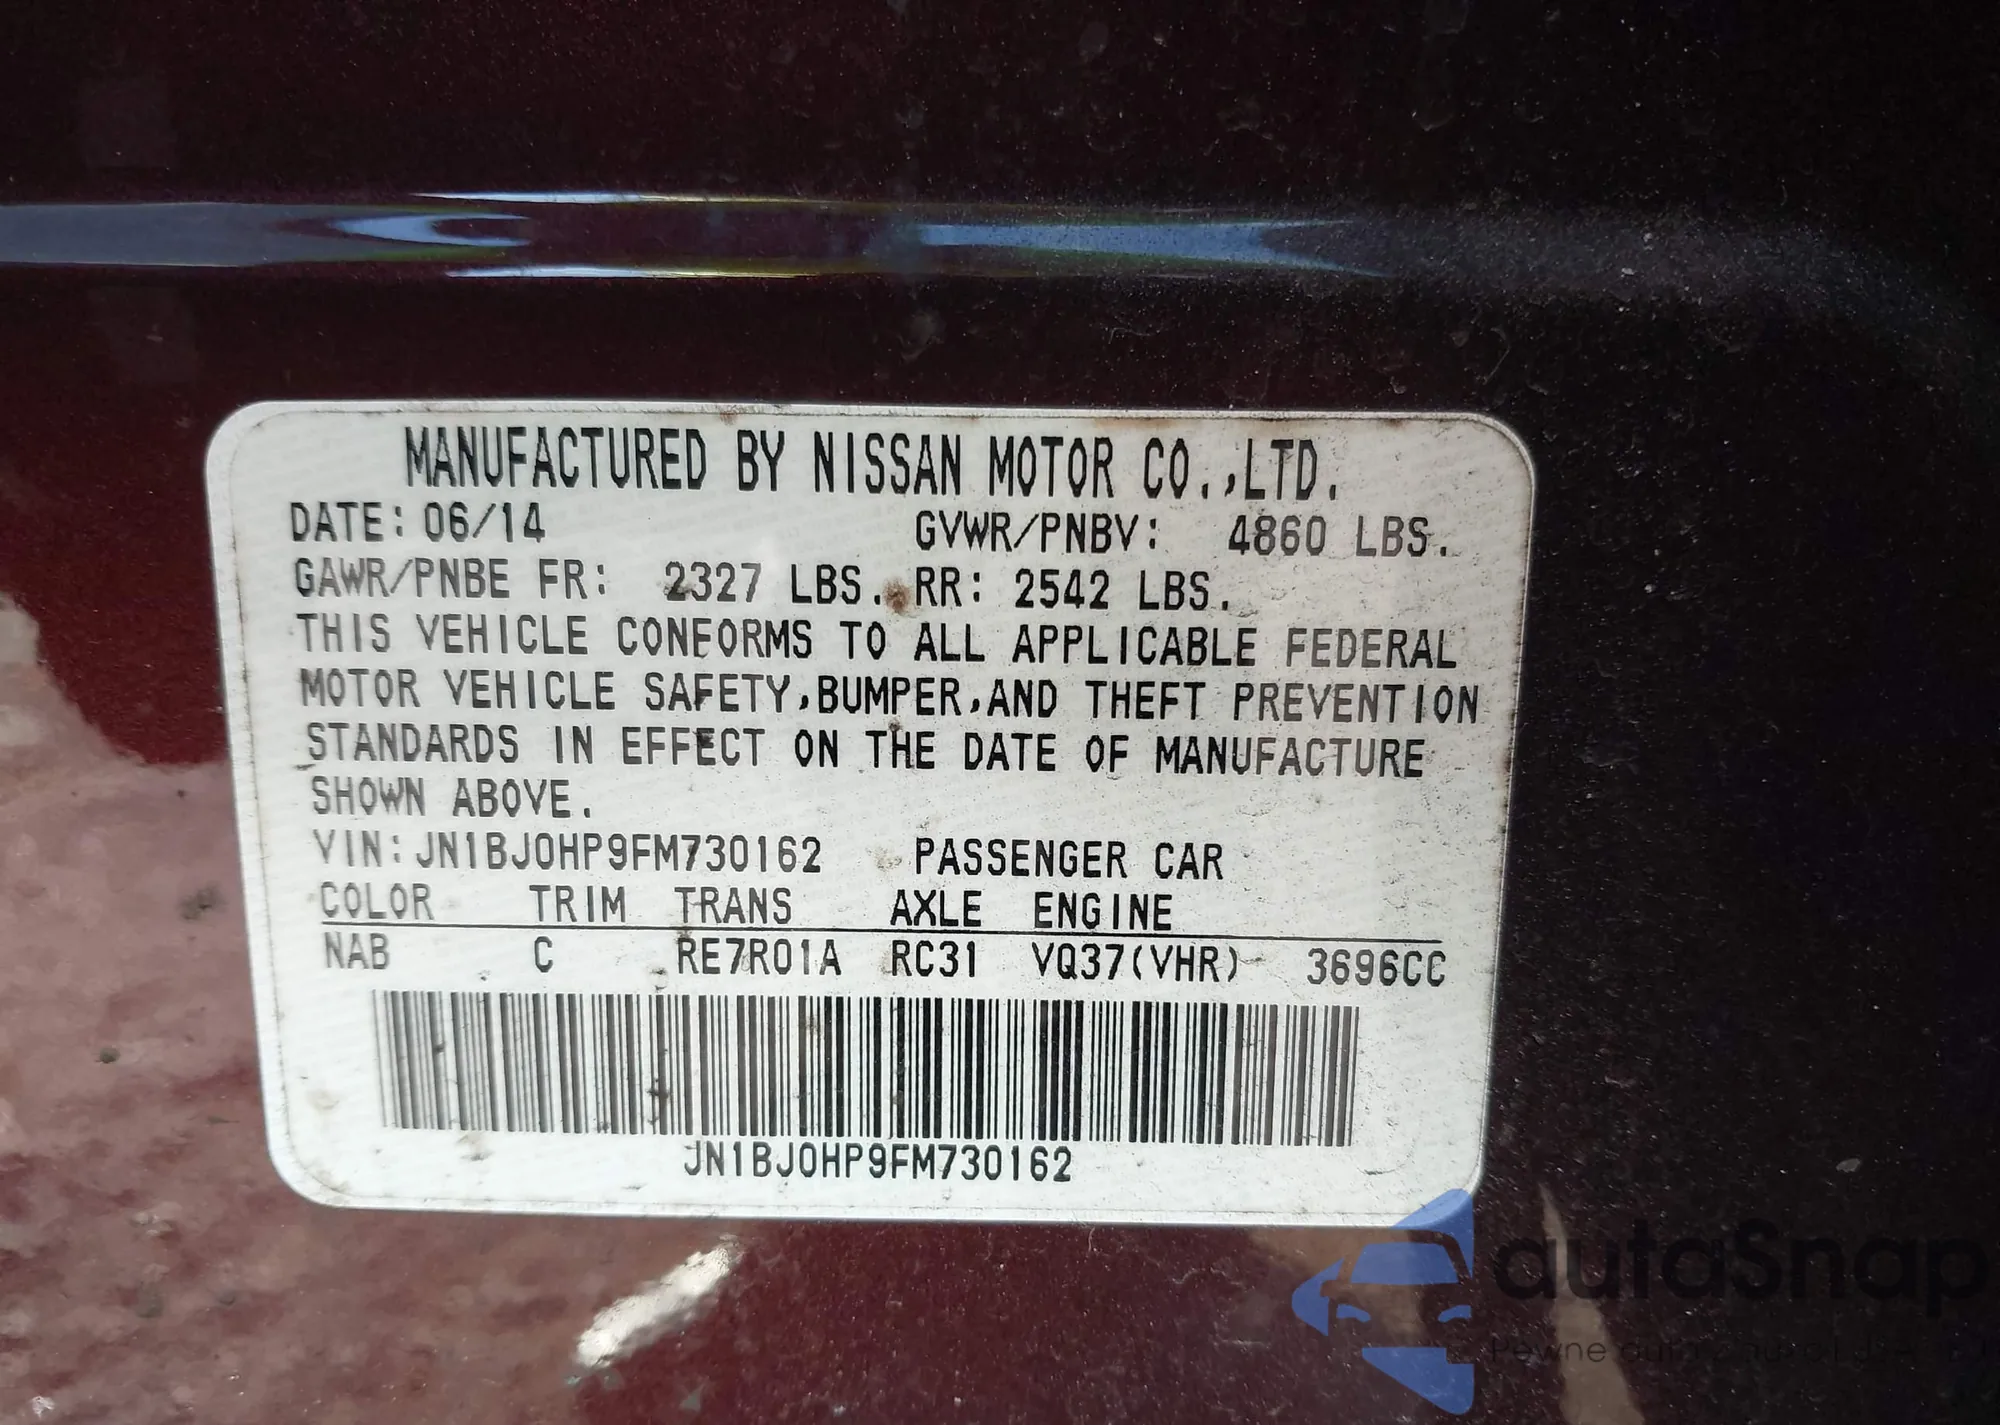 MANUFACTURED BY NISSAN MOTOR CO.,LTD.
DATE: 06/14 GVWR/PNBV: 4860 LBS.
GAWR/PNBE FR: 2327 LBS. RR: 2542 LBS.
THIS VEHICLE CONFORMS TO ALL APPLICABLE FEDERAL
MOTOR VEHICLE SAFETY,BUMPER,AND THEFT PREVENTION
STANDARDS IN EFFECT ON THE DATE OF MANUFACTURE
SHOWN ABOVE.
VIN: JN1BJ0HP9FM730162 PASSENGER CAR
COLOR TRIM TRANS AXLE ENGINE
NAB C RE7R01A RC31 VQ37(VHR) 3696CC
JN1BJ0HP9FM730162
autaSnap
Pewne auta